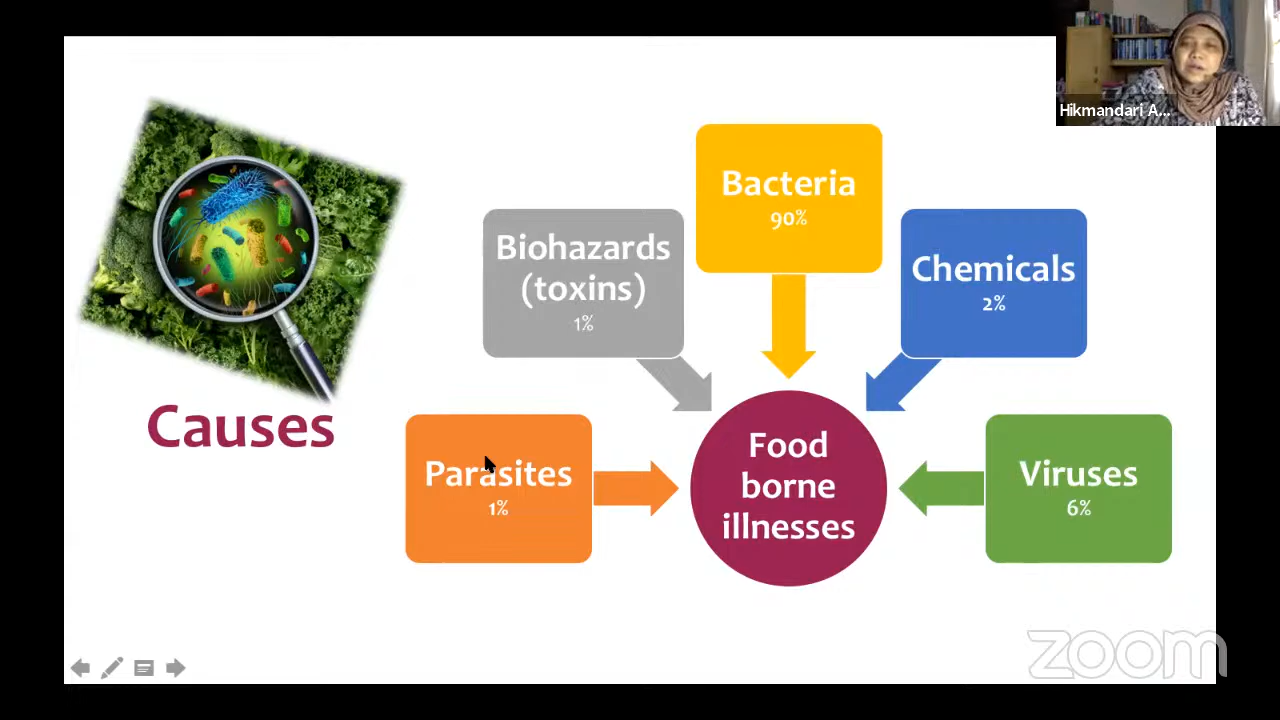 Hikmandari A...
Bacteria
90%
Biohazards
(toxins)
1%
Chemicals
2%
Causes
Parasites
1%
Food
borne
illnesses
Viruses
6%
zoom